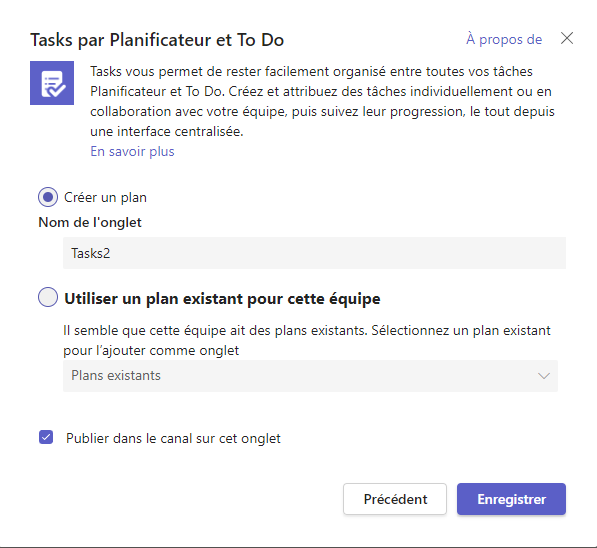 Tasks par Planificateur et To Do
À propos de
Tasks vous permet de rester facilement organisé entre toutes vos tâches
Planificateur et To Do. Créez et attribuez des tâches individuellement ou en
collaboration avec votre équipe, puis suivez leur progression, le tout depuis
une interface centralisée.
En savoir plus
Créer un plan
Nom de l'onglet
Tasks2
Utiliser un plan existant pour cette équipe
Il semble que cette équipe ait des plans existants. Sélectionnez un plan existant
pour l’ajouter comme onglet
Plans existants
Publier dans le canal sur cet onglet
Précédent
Enregistrer